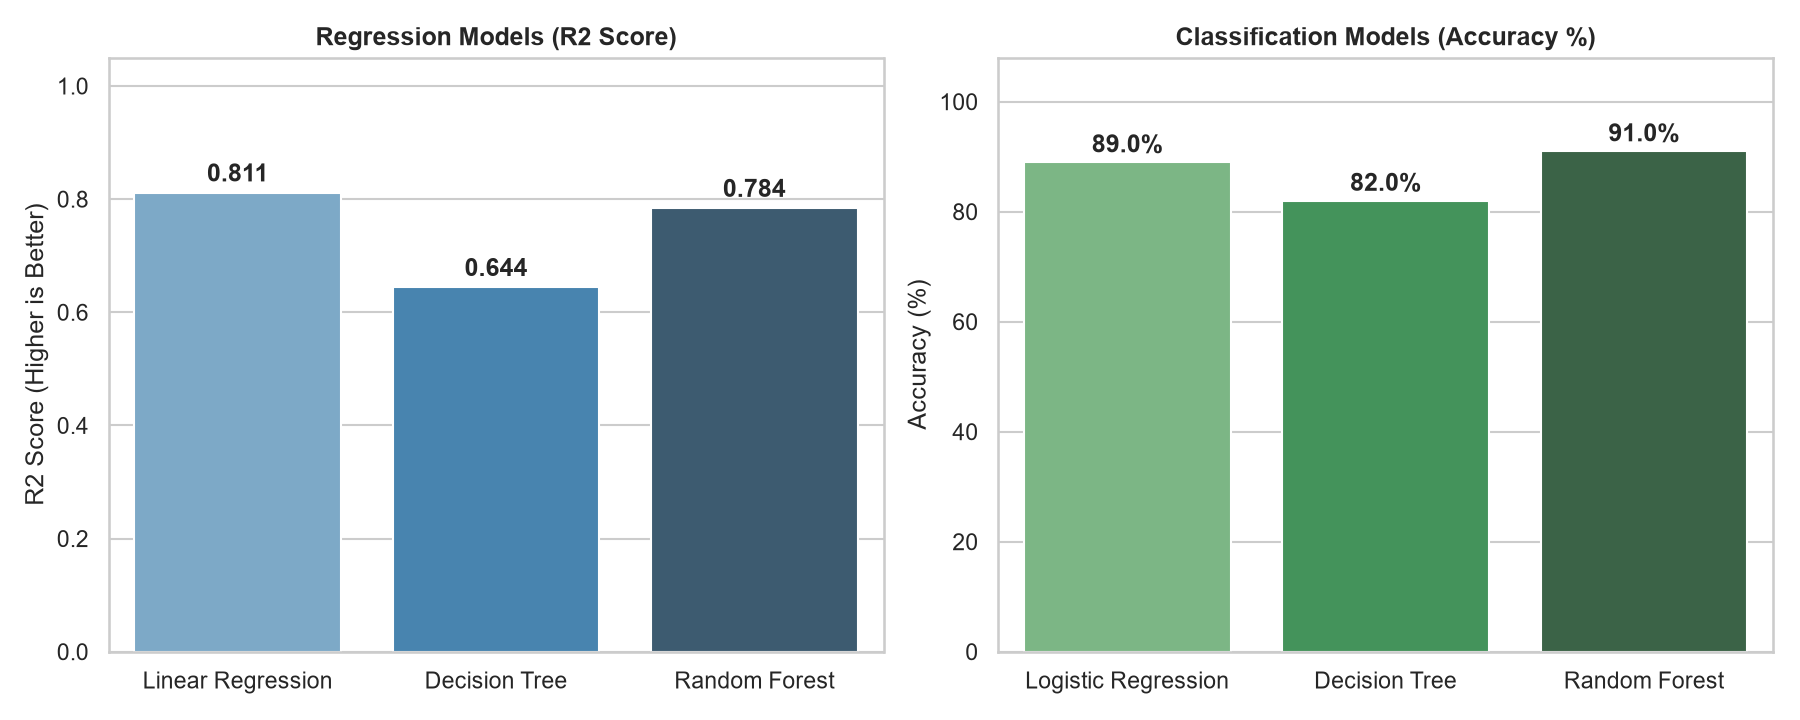 Regression Models (R2 Score)
R2 Score (Higher is Better)
1.0
0.8
0.6
0.4
0.2
0.0
0.811
0.644
0.784
Linear Regression
Decision Tree
Random Forest
Classification Models (Accuracy %)
Accuracy (%)
100
80
60
40
20
0
89.0%
82.0%
91.0%
Logistic Regression
Decision Tree
Random Forest